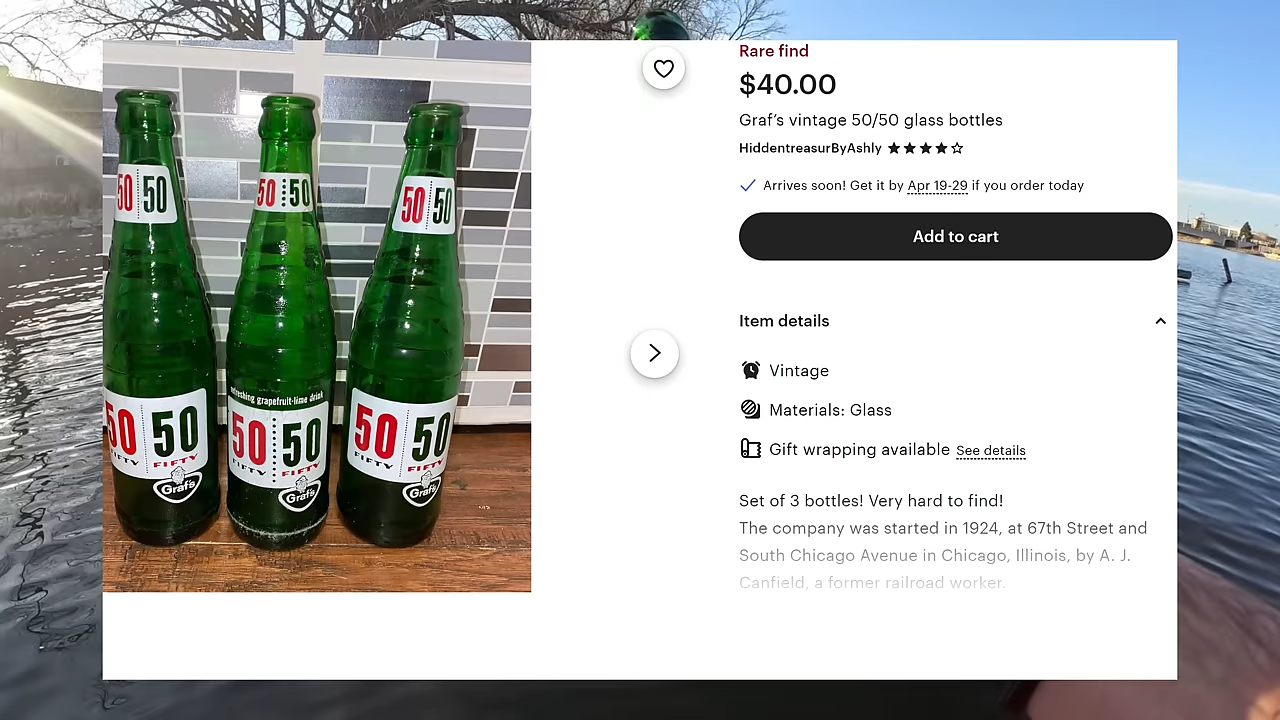 Rare find
$40.00
Graf's vintage 50/50 glass bottles
HiddentreasurByAshly
Arrives soon! Get it by Apr 19-29 if you order today
Add to cart
Item details
Vintage
Materials: Glass
Gift wrapping available See details
Set of 3 bottles! Very hard to find!
The company was started in 1924, at 67th Street and
South Chicago Avenue in Chicago, Illinois, by A. J.
Canfield, a former railroad worker.
50 50
50 50
FIFTY FIFTY
Graf's
50 50
refreshing grapefruit-lime drink
50 50
FIFTY FIFTY
Graf's
50 50
50 50
FIFTY FIFTY
Graf's